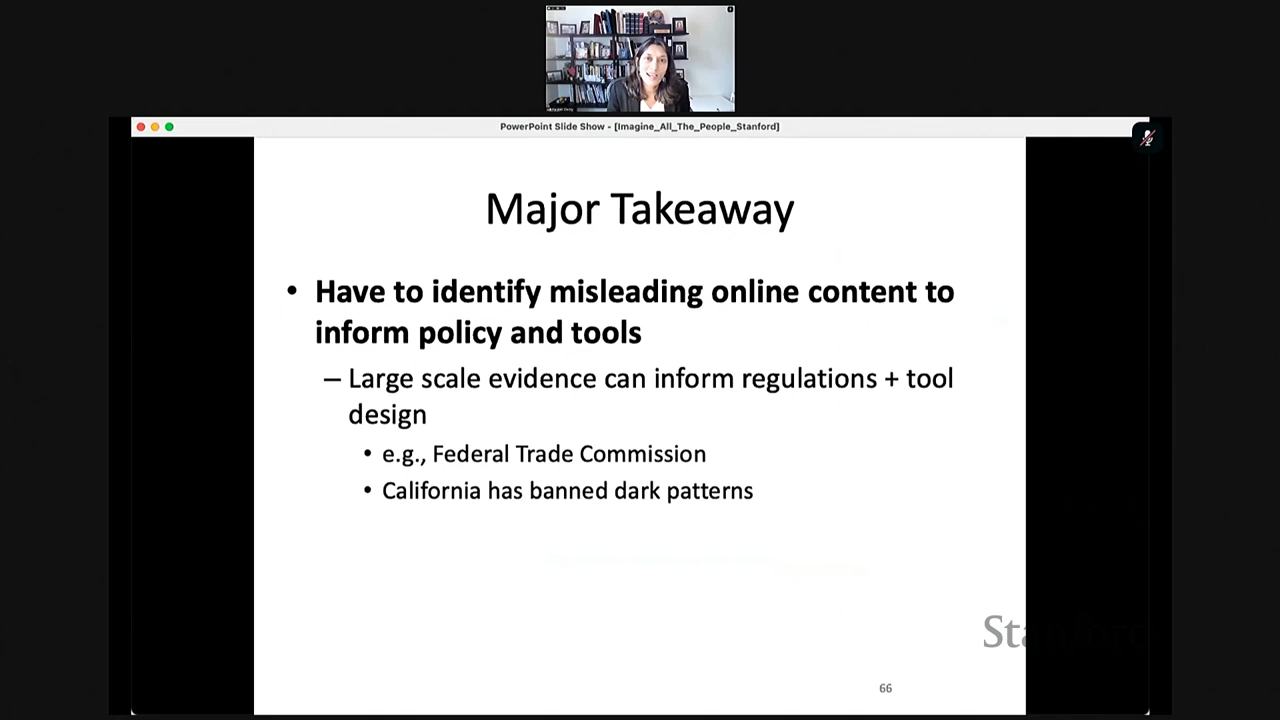 PowerPoint Slide Show - [Imagine_All_The_People_Stanford]
Major Takeaway
• Have to identify misleading online content to
inform policy and tools
– Large scale evidence can inform regulations + tool
design
• e.g., Federal Trade Commission
• California has banned dark patterns
Stanford
66